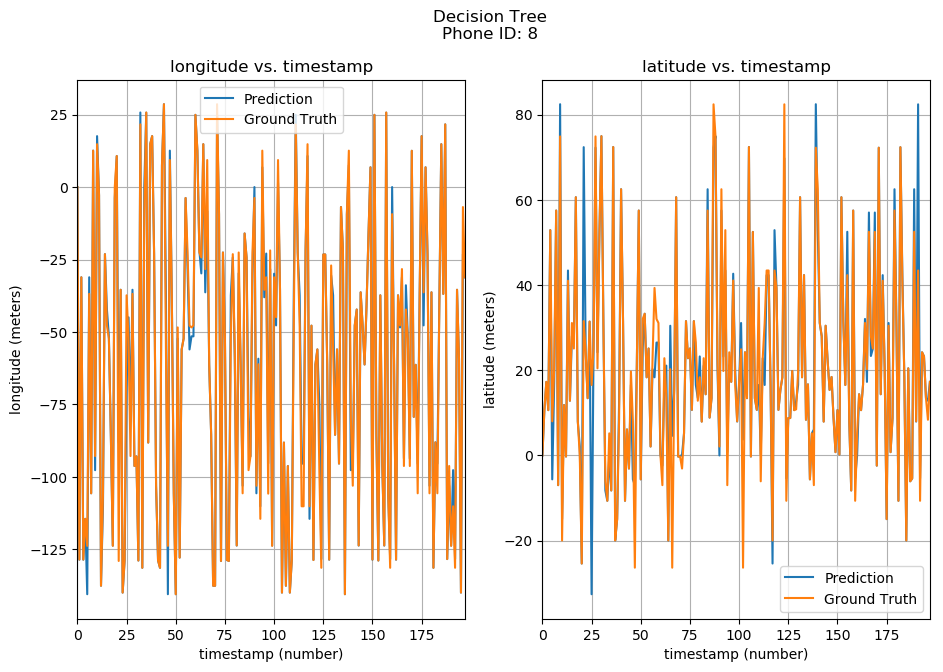 Decision Tree
Phone ID: 8
longitude vs. timestamp
Prediction
Ground Truth
longitude (meters)
25
0
−25
−50
−75
−100
−125
0
25
50
75
100
125
150
175
timestamp (number)
latitude vs. timestamp
latitude (meters)
80
60
40
20
0
−20
Prediction
Ground Truth
0
25
50
75
100
125
150
175
timestamp (number)